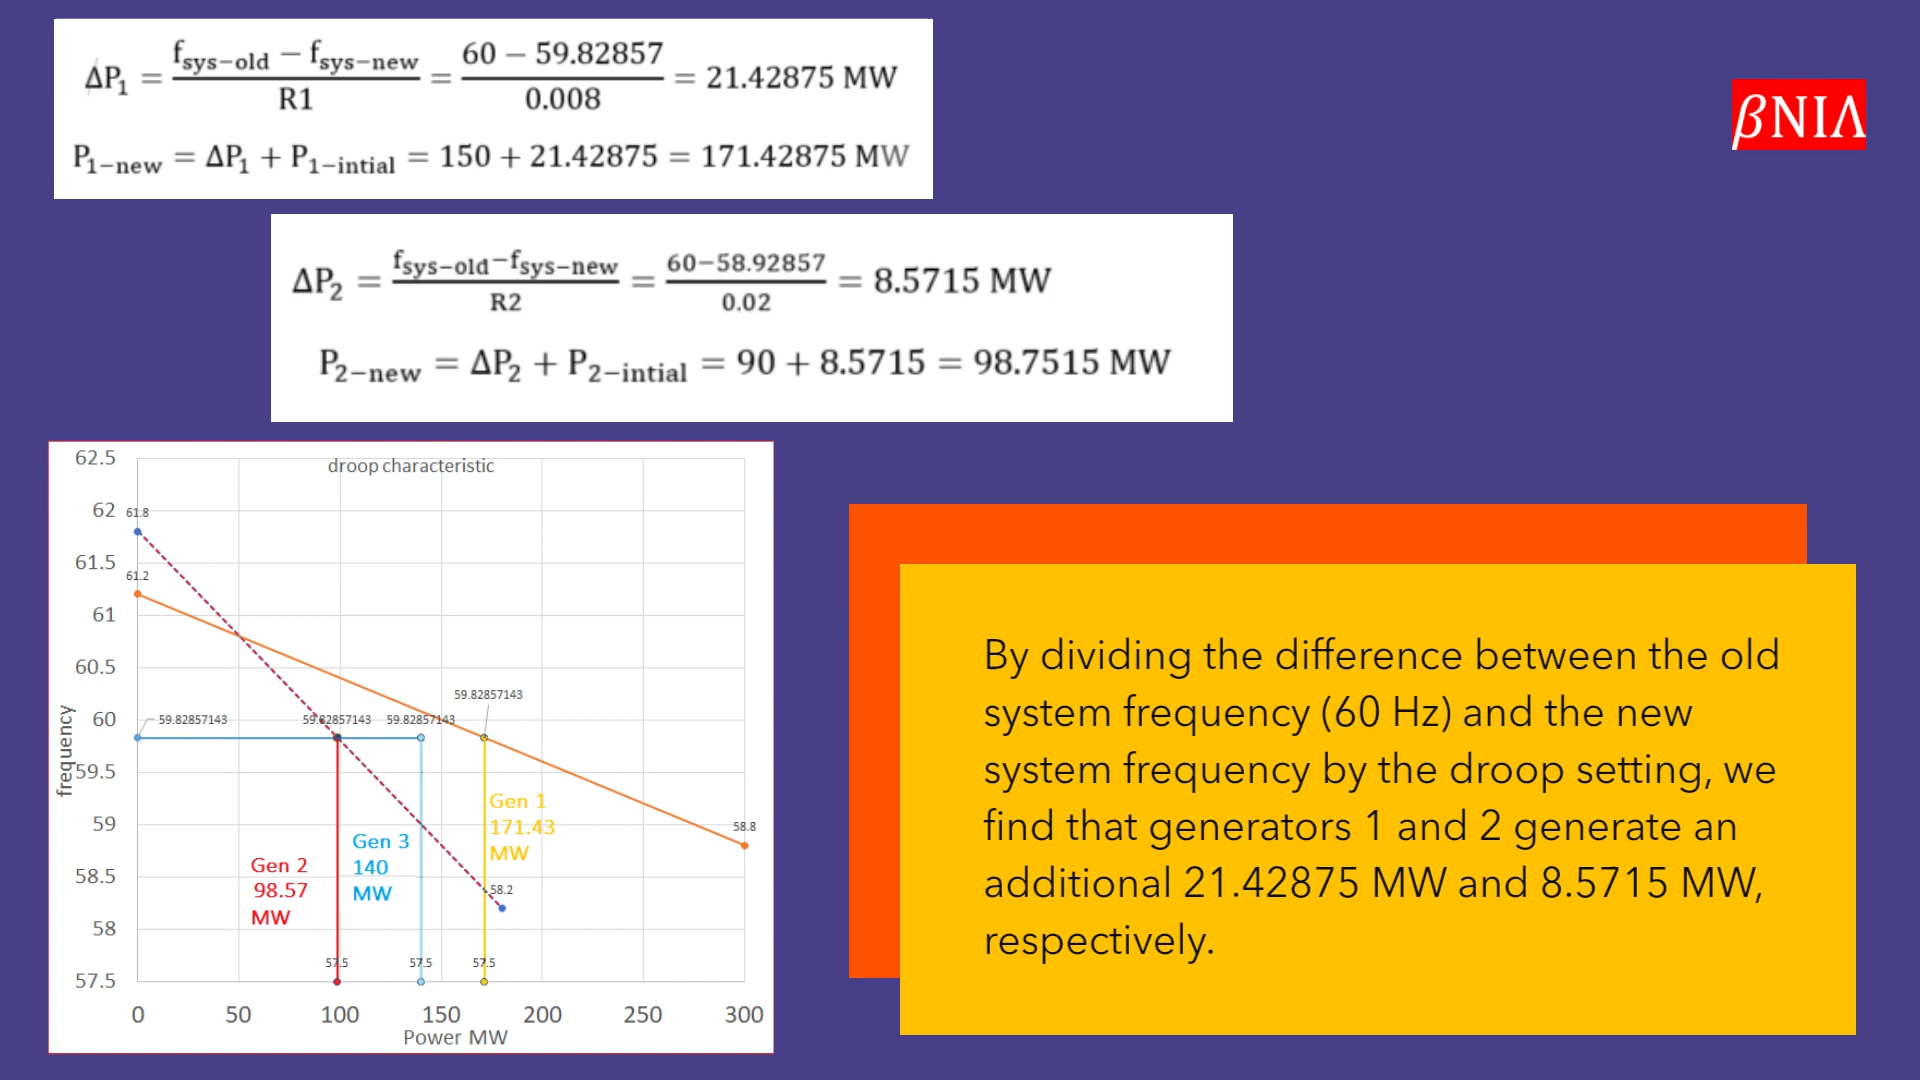 ΔP₁ = (f_sys−old − f_sys−new) / R1 = (60 − 59.82857) / 0.008 = 21.42875 MW
P₁₋new = ΔP₁ + P₁₋intial = 150 + 21.42875 = 171.42875 MW
βNIΛ
ΔP₂ = (f_sys−old−f_sys−new) / R2 = (60−58.92857) / 0.02 = 8.5715 MW
P₂₋new = ΔP₂ + P₂₋intial = 90 + 8.5715 = 98.7515 MW
droop characteristic
62.5
62
61.5
61
60.5
60
59.5
59
58.5
58
57.5
frequency
61.8
61.2
59.82857143
59.82857143
59.82857143
59.82857143
58.8
58.2
Gen 1
171.43
MW
Gen 3
140
MW
Gen 2
98.57
MW
57.5
57.5
57.5
0 50 100 150 200 250 300
Power MW
By dividing the difference between the old
system frequency (60 Hz) and the new
system frequency by the droop setting, we
find that generators 1 and 2 generate an
additional 21.42875 MW and 8.5715 MW,
respectively.